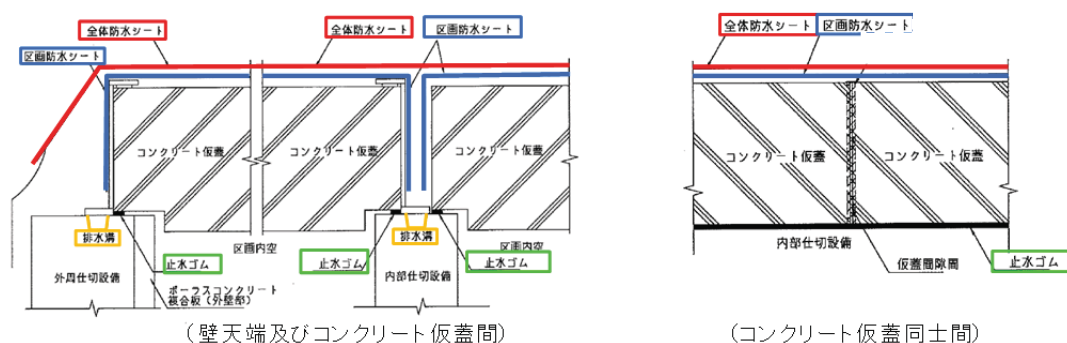 全体防水シート
全体防水シート
区画防水シート
区画防水シート
コンクリート仮蓋
コンクリート仮蓋
コンクリート仮蓋
排水溝
区画内空
排水溝
区画内空
止水ゴム
止水ゴム
止水ゴム
外周仕切設備
内部仕切設備
ポーラスコンクリート
複合板(外壁部)
(壁天端及びコンクリート仮蓋間)
全体防水シート
区画防水シート
コンクリート仮蓋
コンクリート仮蓋
内部仕切設備
仮蓋間隙間
止水ゴム
(コンクリート仮蓋同士間)